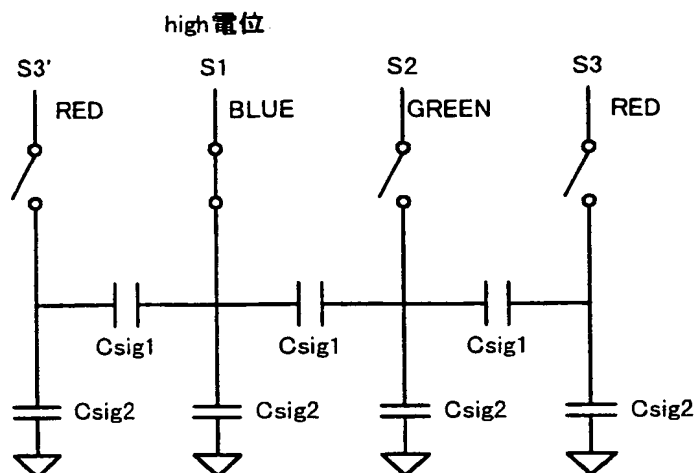 high電位
S3' S1 S2 S3
RED BLUE GREEN RED
Csig1 Csig1 Csig1
Csig2 Csig2 Csig2 Csig2